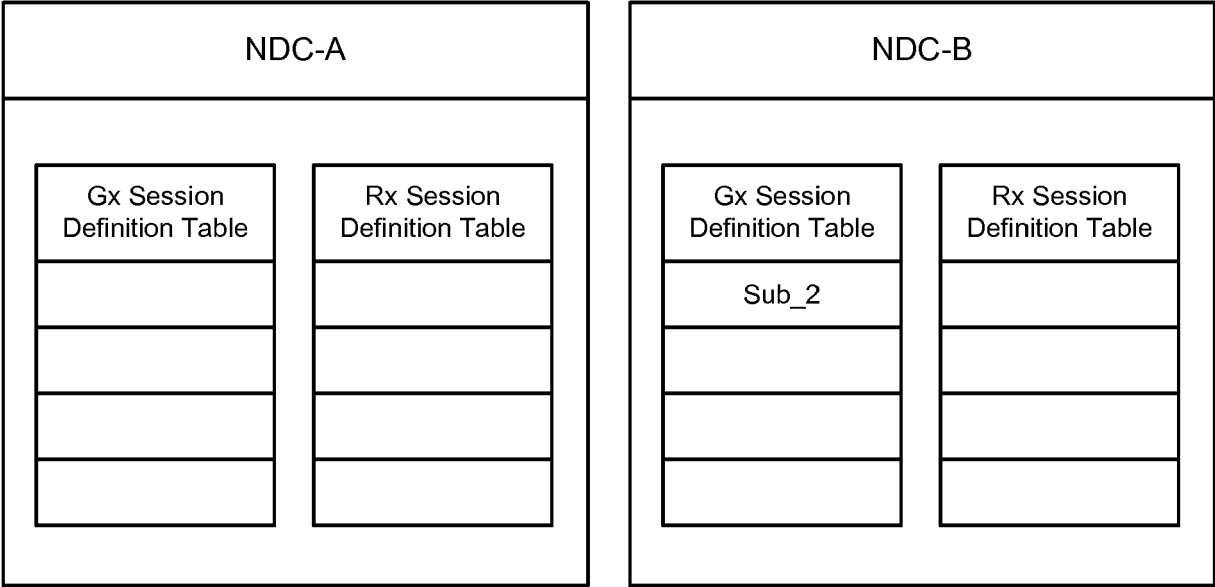 NDC-A
Gx Session
Definition Table
Rx Session
Definition Table
NDC-B
Gx Session
Definition Table
Sub_2
Rx Session
Definition Table